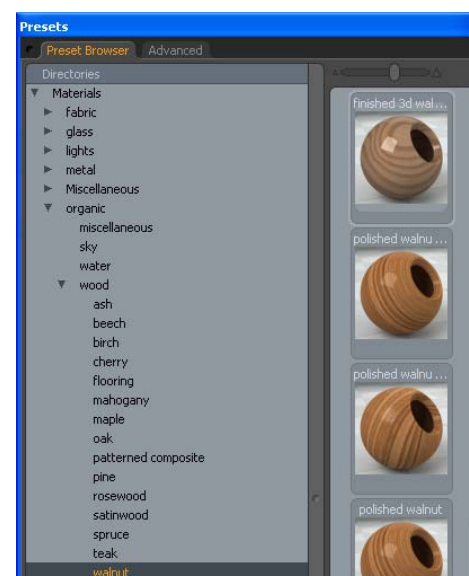 Presets
Preset Browser
Advanced
Directories
Materials
fabric
glass
lights
metal
Miscellaneous
organic
miscellaneous
sky
water
wood
ash
beech
birch
cherry
flooring
mahogany
maple
oak
patterned composite
pine
rosewood
satinwood
spruce
teak
walnut
finished 3d wal...
polished walnu ...
polished walnu ...
polished walnut